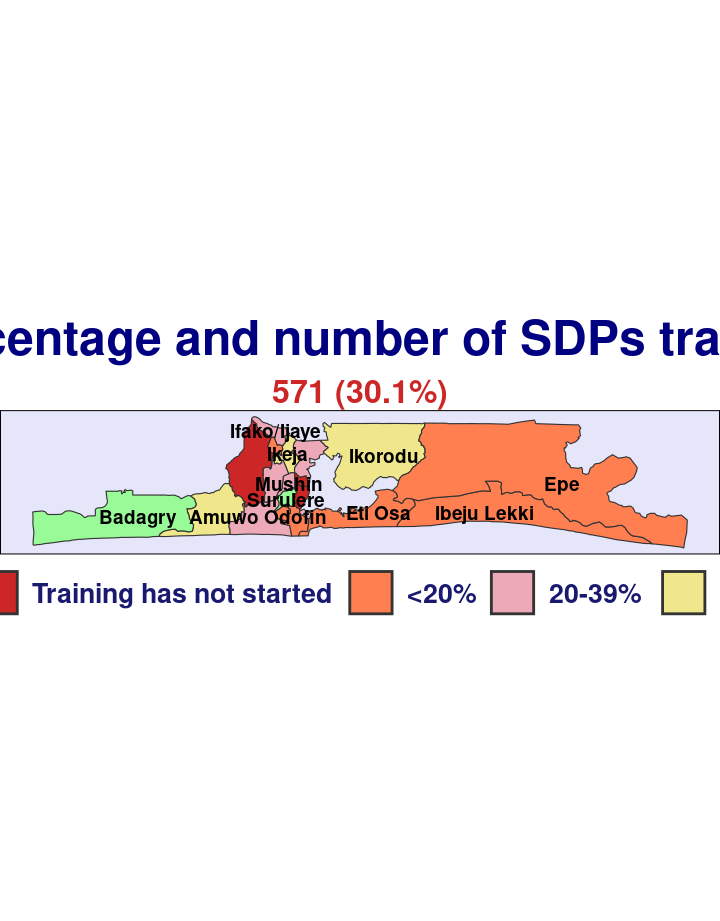 centage and number of SDPs tra
571 (30.1%)
Ifako/Ijaye
Ikeja
Ikorodu
Mushin
Epe
Surulere
Badagry
Amuwo Odofin
Eti Osa
Ibeju Lekki
Training has not started
<20%
20-39%